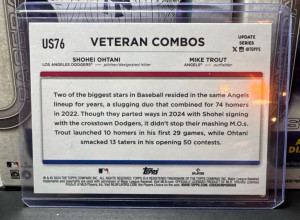 US76
VETERAN COMBOS
UPDATE
SERIES
@TOPPS
SHOHEI OHTANI
LOS ANGELES DODGERS™ — pitcher/designated hitter
MIKE TROUT
ANGELS® — outfielder
Two of the biggest stars in Baseball resided in the same Angels
lineup for years, a slugging duo that combined for 74 homers
in 2022. Though they parted ways in 2024 with Shohei signing
with the crosstown Dodgers, it didn't stop their mashing M.O.s.
Trout launched 10 homers in his first 29 games, while Ohtani
smacked 13 taters in his opening 50 contests.
Topps